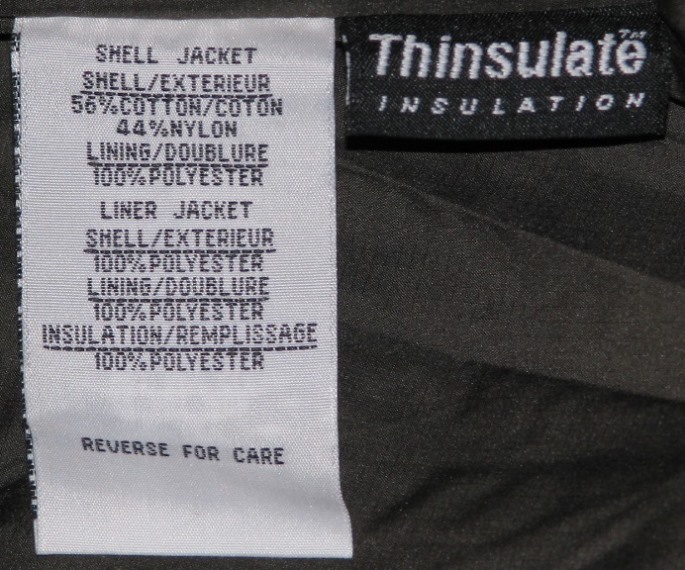 SHELL JACKET
SHELL/EXTERIEUR
56%COTTON/COTON
44%NYLON
LINING/DOUBLURE
100%POLYESTER
LINER JACKET
SHELL/EXTERIEUR
100%POLYESTER
LINING/DOUBLURE
100%POLYESTER
INSULATION/REMPLISSAGE
100%POLYESTER
REVERSE FOR CARE
Thinsulate™
INSULATION